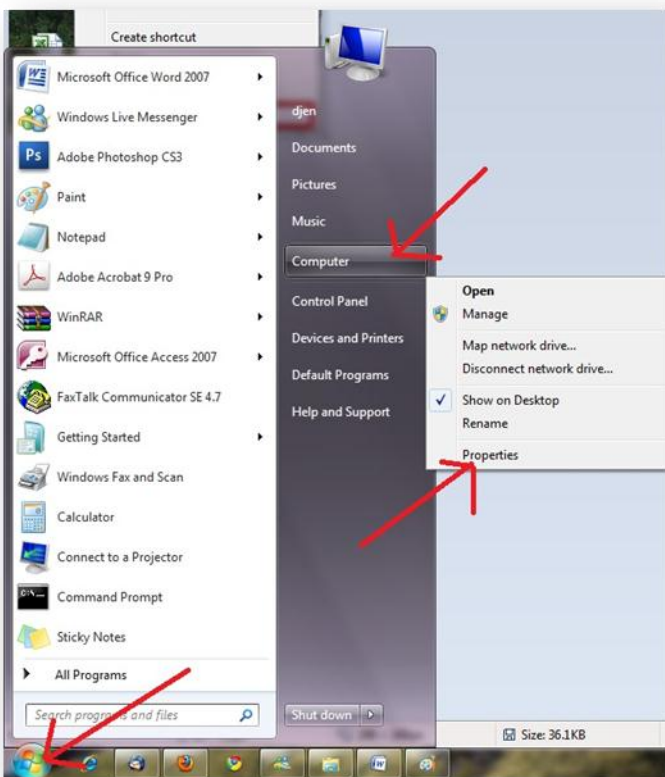 Create shortcut
Microsoft Office Word 2007
Windows Live Messenger
Ps
Adobe Photoshop CS3
Paint
Notepad
Adobe Acrobat 9 Pro
WinRAR
Microsoft Office Access 2007
FaxTalk Communicator SE 4.7
Getting Started
Windows Fax and Scan
Calculator
Connect to a Projector
Command Prompt
Sticky Notes
All Programs
Search programs and files
djen
Documents
Pictures
Music
Computer
Control Panel
Devices and Printers
Default Programs
Help and Support
Shut down
Open
Manage
Map network drive...
Disconnect network drive...
Show on Desktop
Rename
Properties
Size: 36.1KB